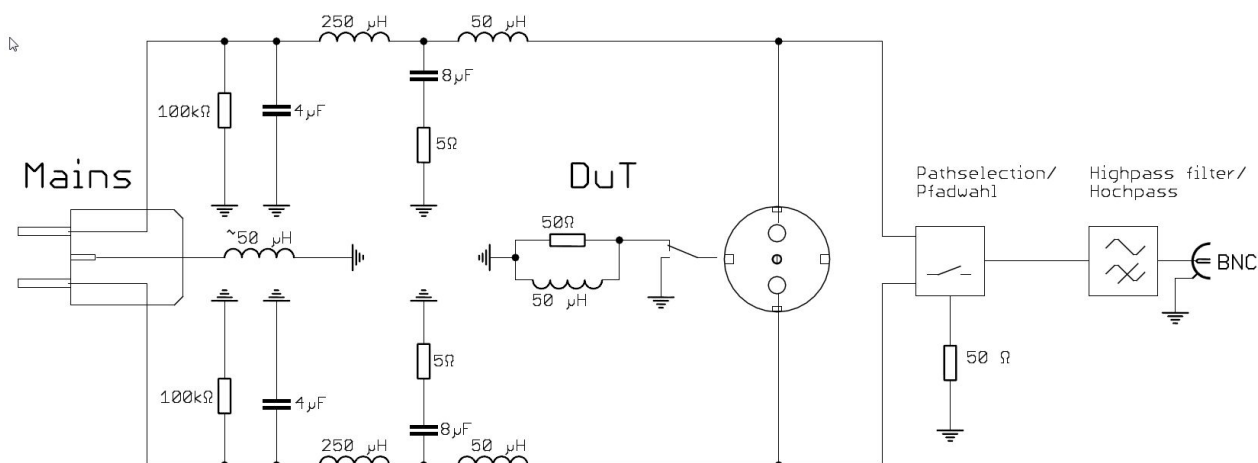 250 µH
50 µH
8µF
100kΩ
4µF
5Ω
Mains
DuT
Pathselection/
Pfadwahl
Highpass filter/
Hochpass
~50 µH
50Ω
50 µH
BNC
5Ω
50 Ω
100kΩ
4µF
8µF
250 µH
50 µH